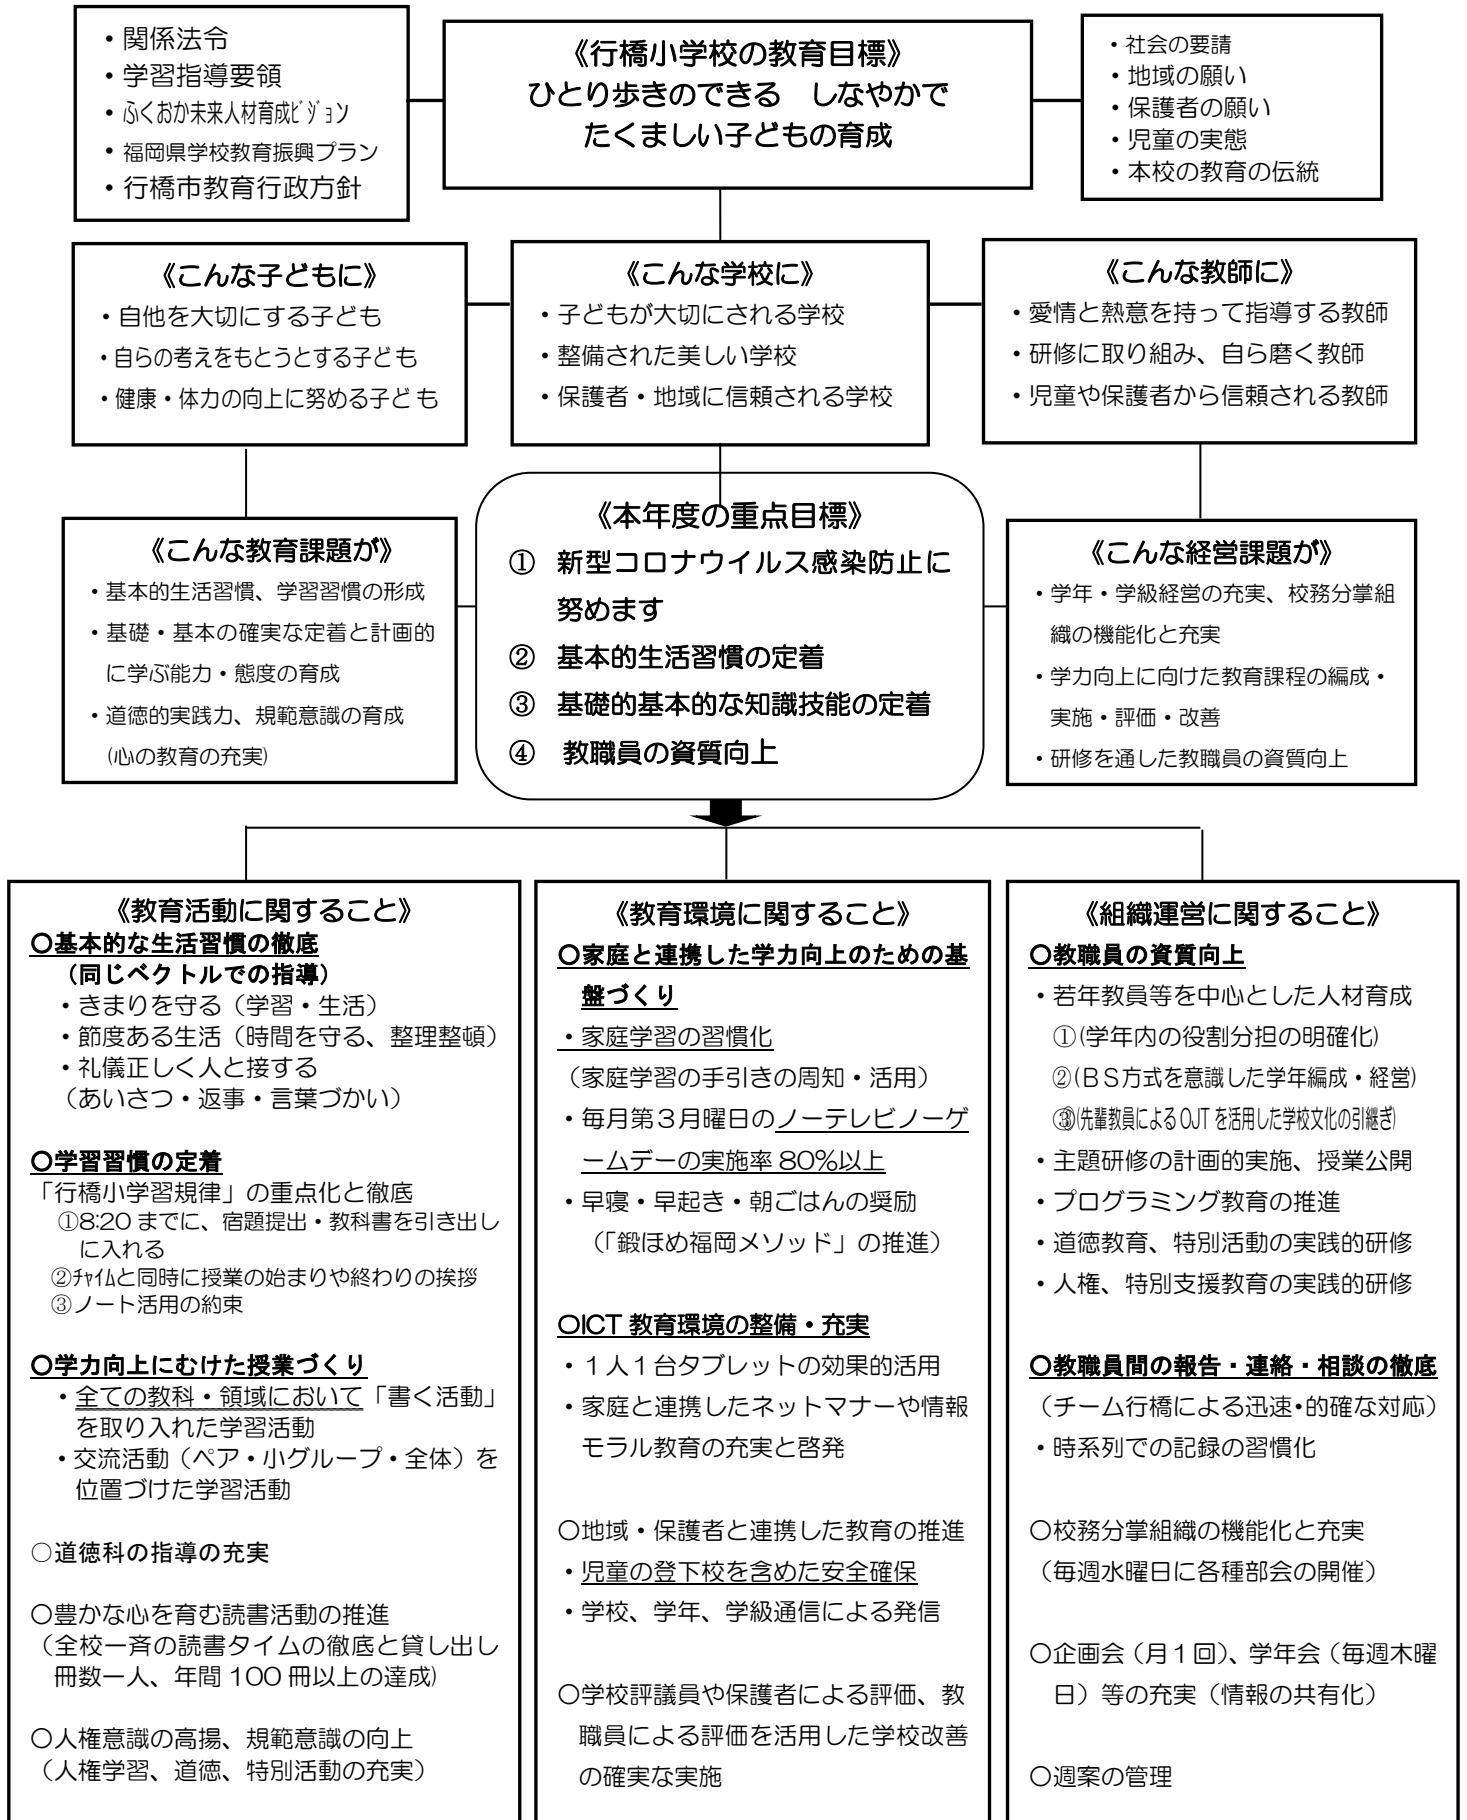 ・関係法令
・学習指導要領
・ふくおか未来人材育成ビジョン
・福岡県学校教育振興プラン
・行橋市教育行政方針
《行橋小学校の教育目標》
ひとり歩きのできる　しなやかで
たくましい子どもの育成
・社会の要請
・地域の願い
・保護者の願い
・児童の実態
・本校の教育の伝統
《こんな子どもに》
・自他を大切にする子ども
・自らの考えをもとうとする子ども
・健康・体力の向上に努める子ども
《こんな学校に》
・子どもが大切にされる学校
・整備された美しい学校
・保護者・地域に信頼される学校
《こんな教師に》
・愛情と熱意を持って指導する教師
・研修に取り組み、自ら磨く教師
・児童や保護者から信頼される教師
《こんな教育課題が》
・基本的生活習慣、学習習慣の形成
・基礎・基本の確実な定着と計画的
に学ぶ能力・態度の育成
・道徳的実践力、規範意識の育成
(心の教育の充実)
《本年度の重点目標》
①　新型コロナウイルス感染防止に
努めます
②　基本的生活習慣の定着
③　基礎的基本的な知識技能の定着
④　教職員の資質向上
《こんな経営課題が》
・学年・学級経営の充実、校務分掌組
織の機能化と充実
・学力向上に向けた教育課程の編成・
実施・評価・改善
・研修を通した教職員の資質向上
《教育活動に関すること》
〇基本的な生活習慣の徹底
（同じベクトルでの指導）
・きまりを守る（学習・生活）
・節度ある生活（時間を守る、整理整頓）
・礼儀正しく人と接する
（あいさつ・返事・言葉づかい）
〇学習習慣の定着
「行橋小学習規律」の重点化と徹底
①8:20までに、宿題提出・教科書を引き出し
に入れる
②ﾁｬｲﾑと同時に授業の始まりや終わりの挨拶
③ノート活用の約束
〇学力向上にむけた授業づくり
・全ての教科・領域において「書く活動」
を取り入れた学習活動
・交流活動（ペア・小グループ・全体）を
位置づけた学習活動
○道徳科の指導の充実
〇豊かな心を育む読書活動の推進
（全校一斉の読書タイムの徹底と貸し出し
冊数一人、年間100冊以上の達成)
〇人権意識の高揚、規範意識の向上
（人権学習、道徳、特別活動の充実）
《教育環境に関すること》
〇家庭と連携した学力向上のための基
盤づくり
・家庭学習の習慣化
（家庭学習の手引きの周知・活用）
・毎月第３月曜日のノーテレビノーゲ
ームデーの実施率80%以上
・早寝・早起き・朝ごはんの奨励
（「鍛ほめ福岡メソッド」の推進）
〇ICT教育環境の整備・充実
・１人１台タブレットの効果的活用
・家庭と連携したネットマナーや情報
モラル教育の充実と啓発
〇地域・保護者と連携した教育の推進
・児童の登下校を含めた安全確保
・学校、学年、学級通信による発信
〇学校評議員や保護者による評価、教
職員による評価を活用した学校改善
の確実な実施
《組織運営に関すること》
〇教職員の資質向上
・若年教員等を中心とした人材育成
①(学年内の役割分担の明確化)
②(ＢＳ方式を意識した学年編成・経営)
③(先輩教員によるOJTを活用した学校文化の引継ぎ)
・主題研修の計画的実施、授業公開
・プログラミング教育の推進
・道徳教育、特別活動の実践的研修
・人権、特別支援教育の実践的研修
〇教職員間の報告・連絡・相談の徹底
（チーム行橋による迅速・的確な対応）
・時系列での記録の習慣化
〇校務分掌組織の機能化と充実
（毎週水曜日に各種部会の開催）
〇企画会（月１回）、学年会（毎週木曜
日）等の充実（情報の共有化）
〇週案の管理